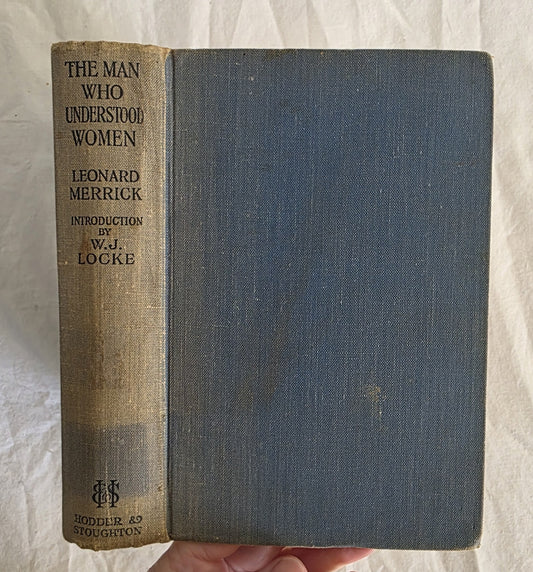 THE MAN
WHO
UNDERSTOOD
WOMEN
LEONARD
MERRICK
INTRODUCTION
BY
W.J.
LOCKE
H&S
HODDER &
STOUGHTON